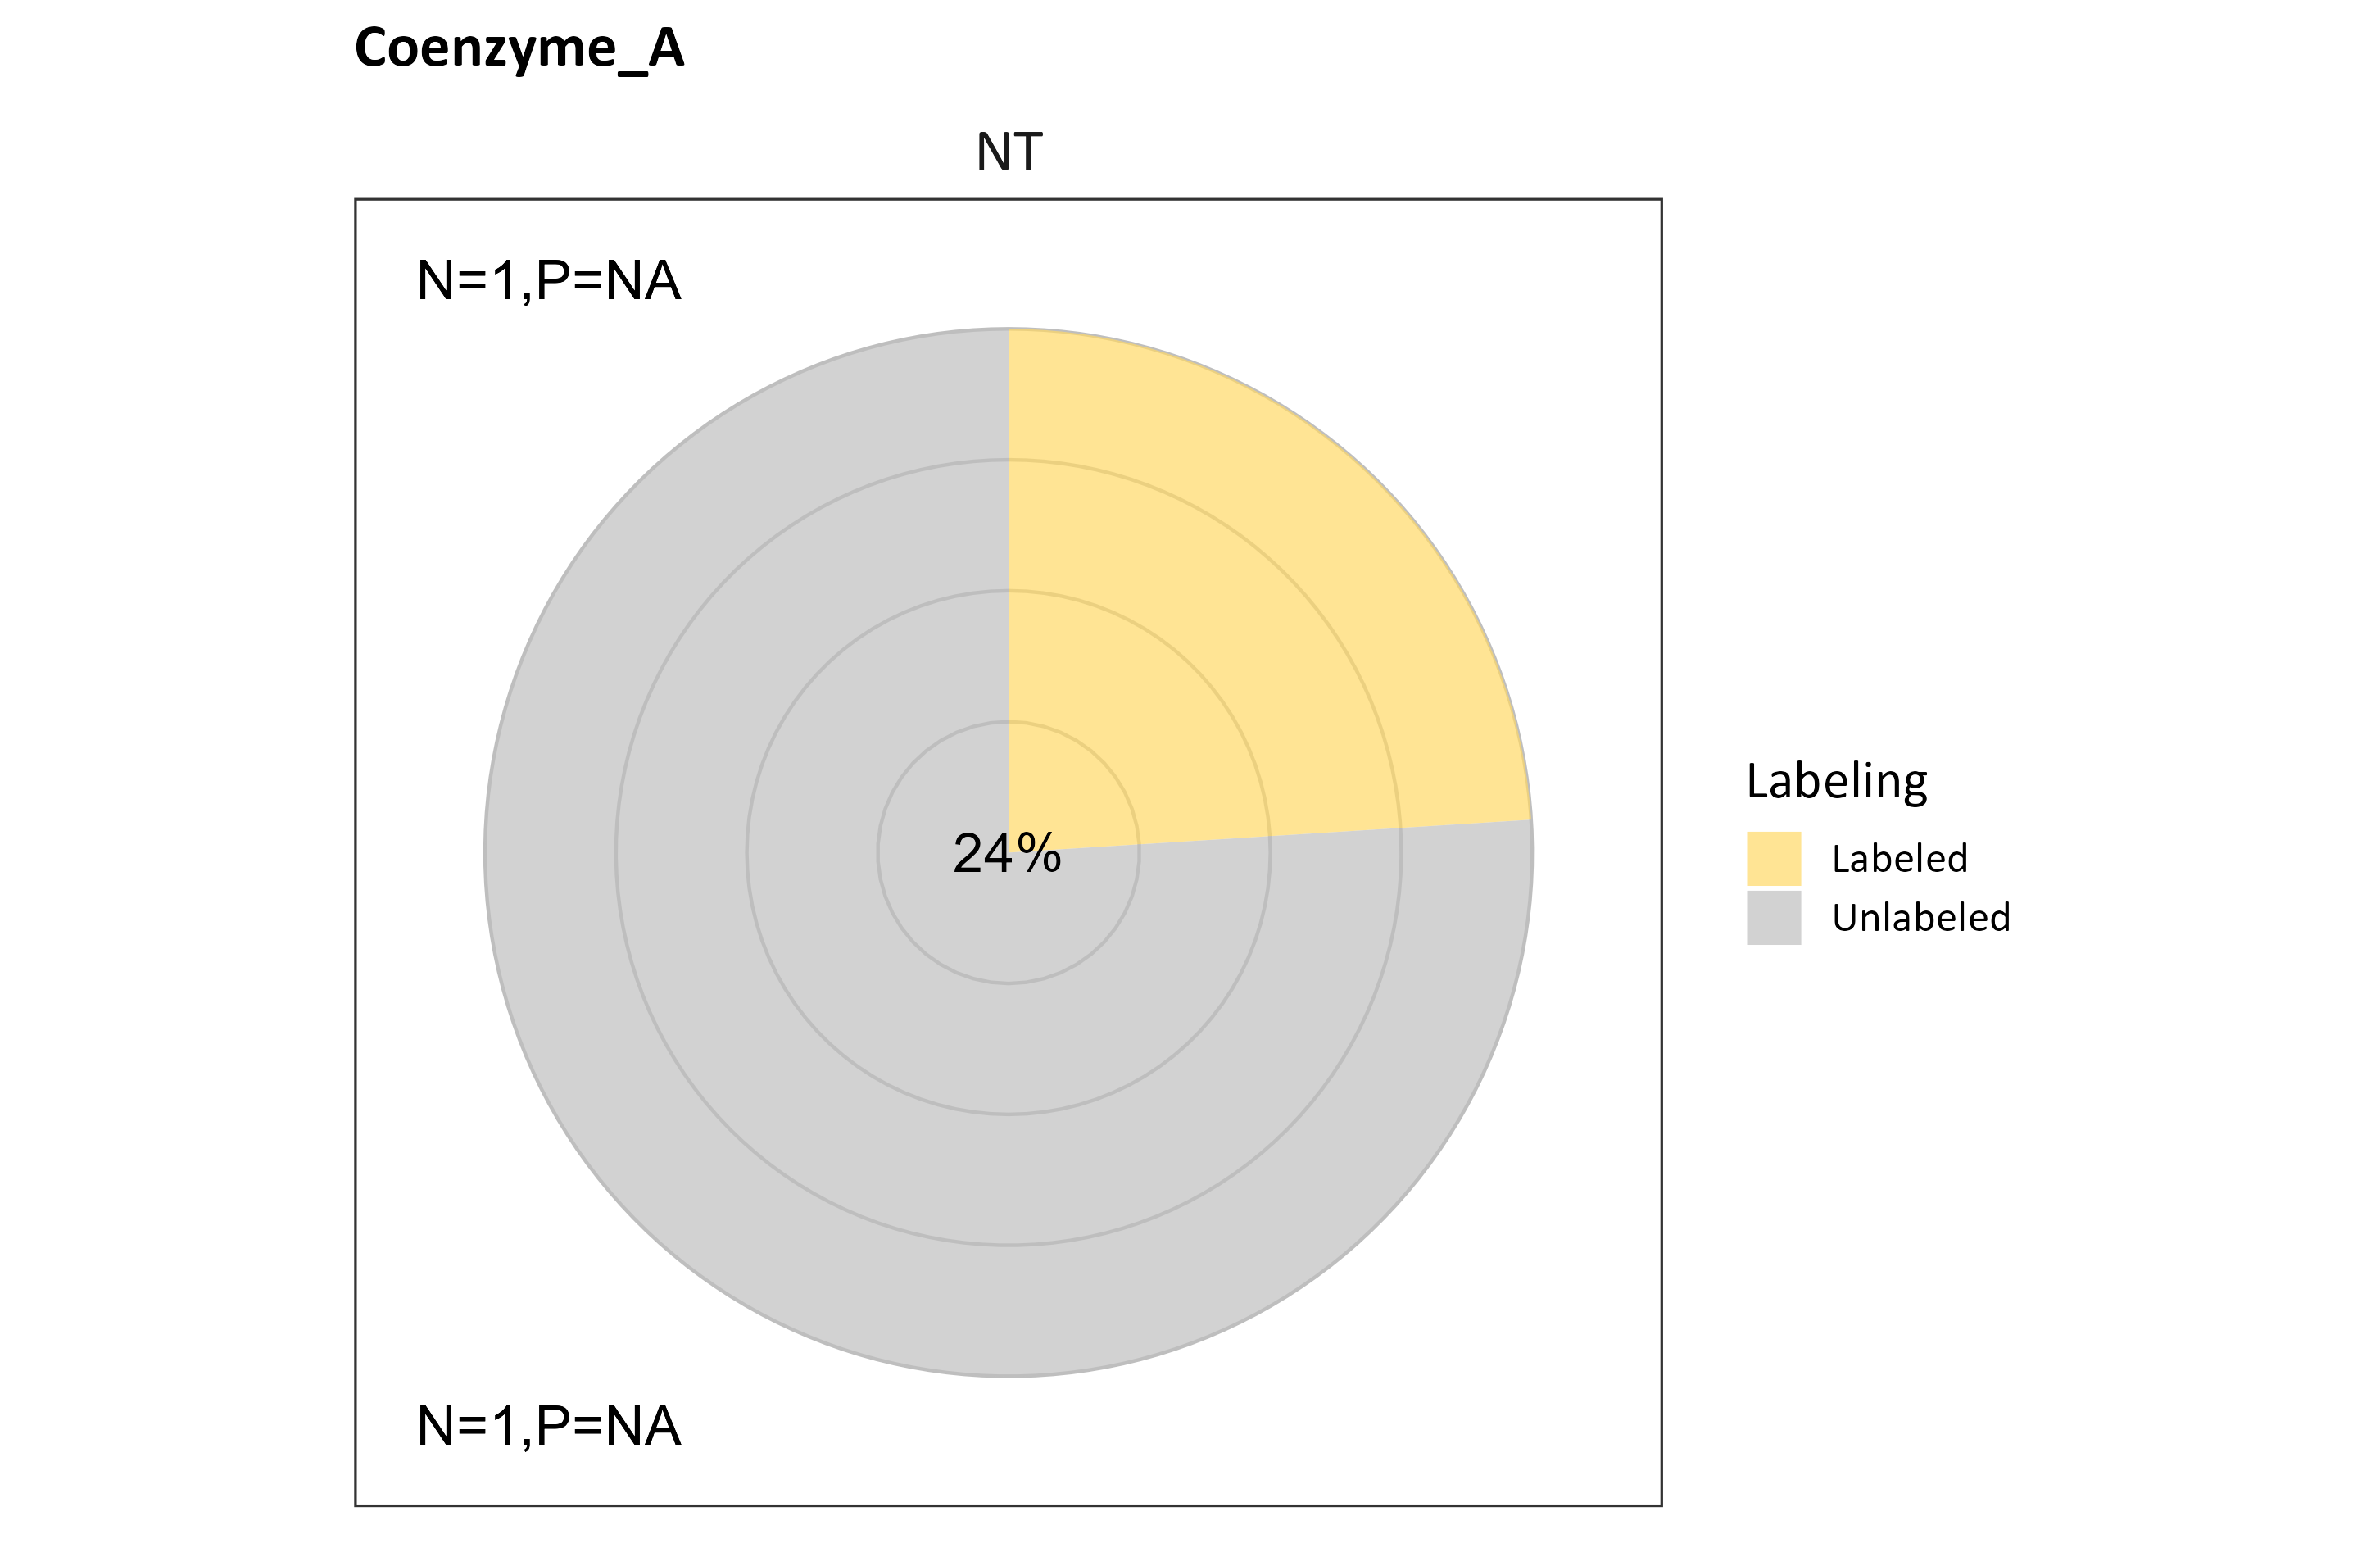 Coenzyme_A
NT
N=1,P=NA
24%
Labeling
Labeled
Unlabeled
N=1,P=NA